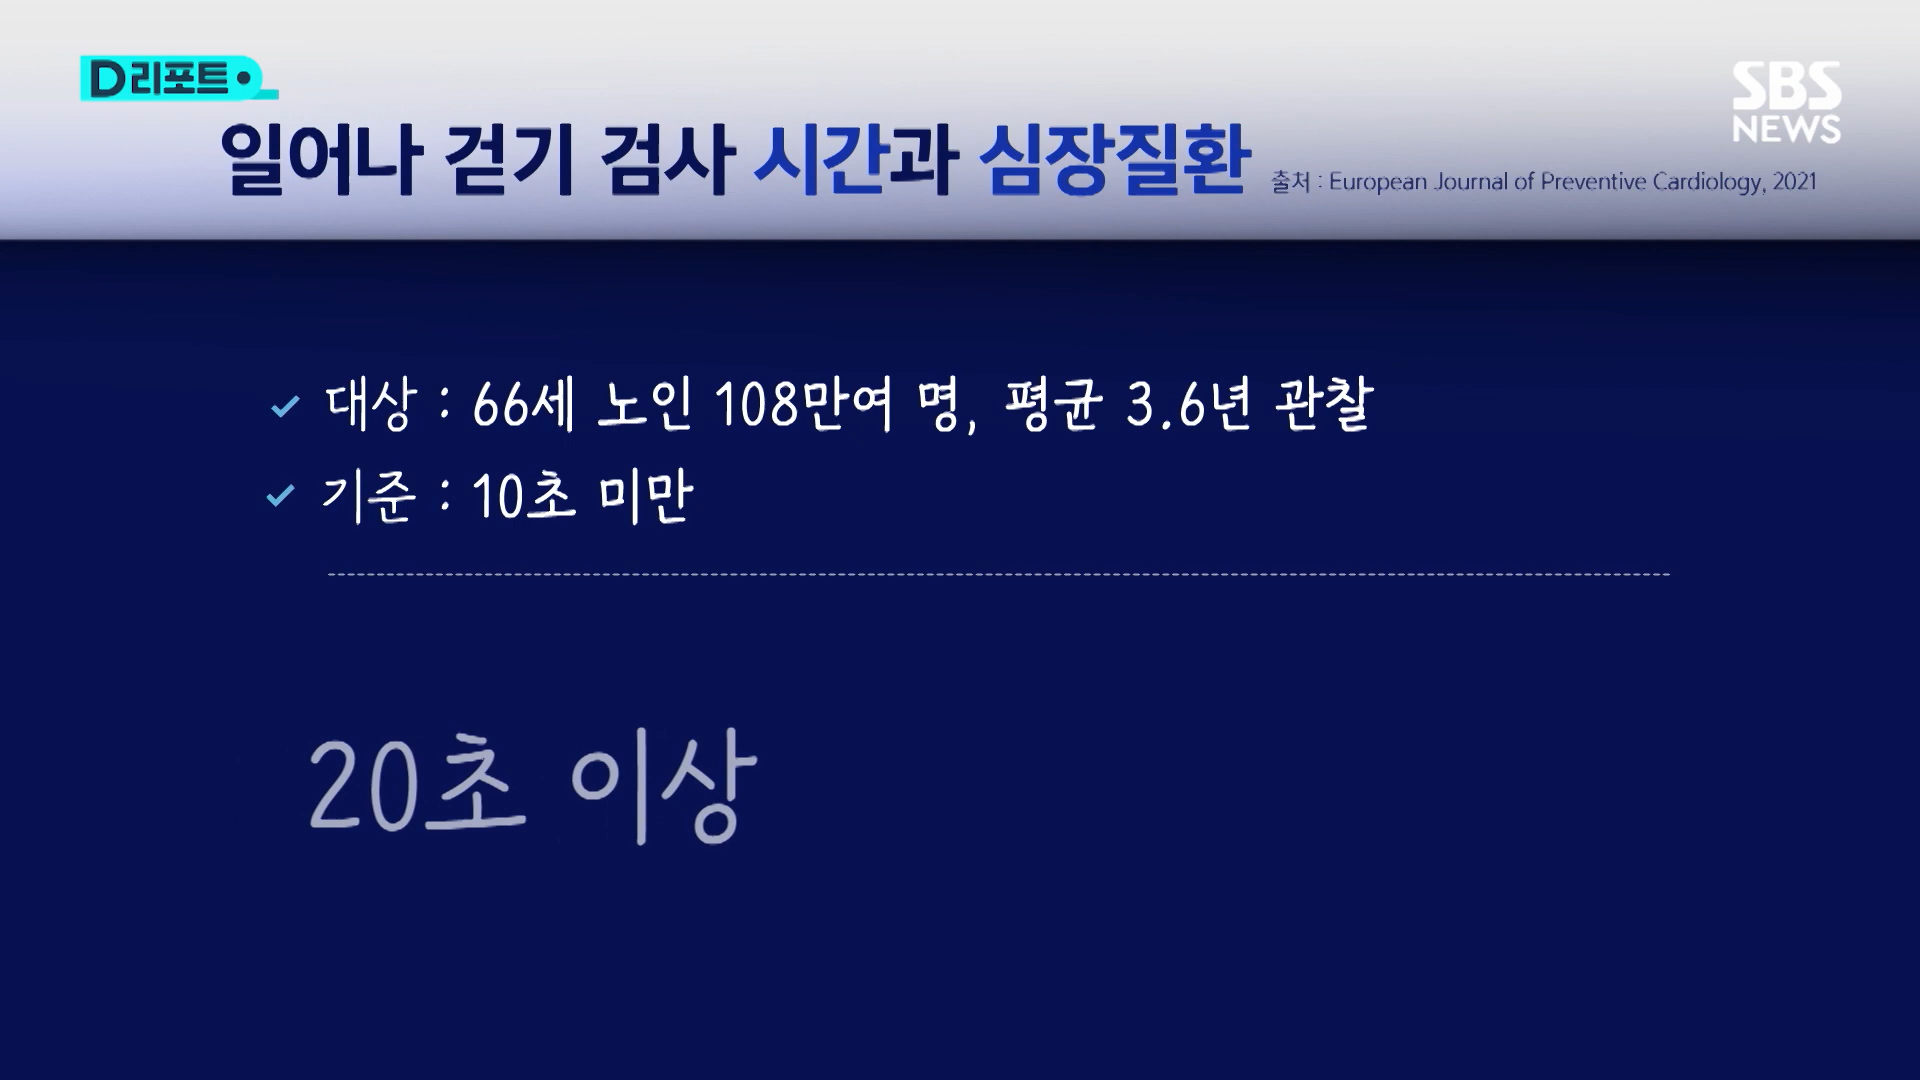 D리포트
SBS
NEWS
일어나 걷기 검사 시간과 심장질환
출처 : European Journal of Preventive Cardiology, 2021
대상 : 66세 노인 108만여 명, 평균 3.6년 관찰
기준 : 10초 미만
20초 이상